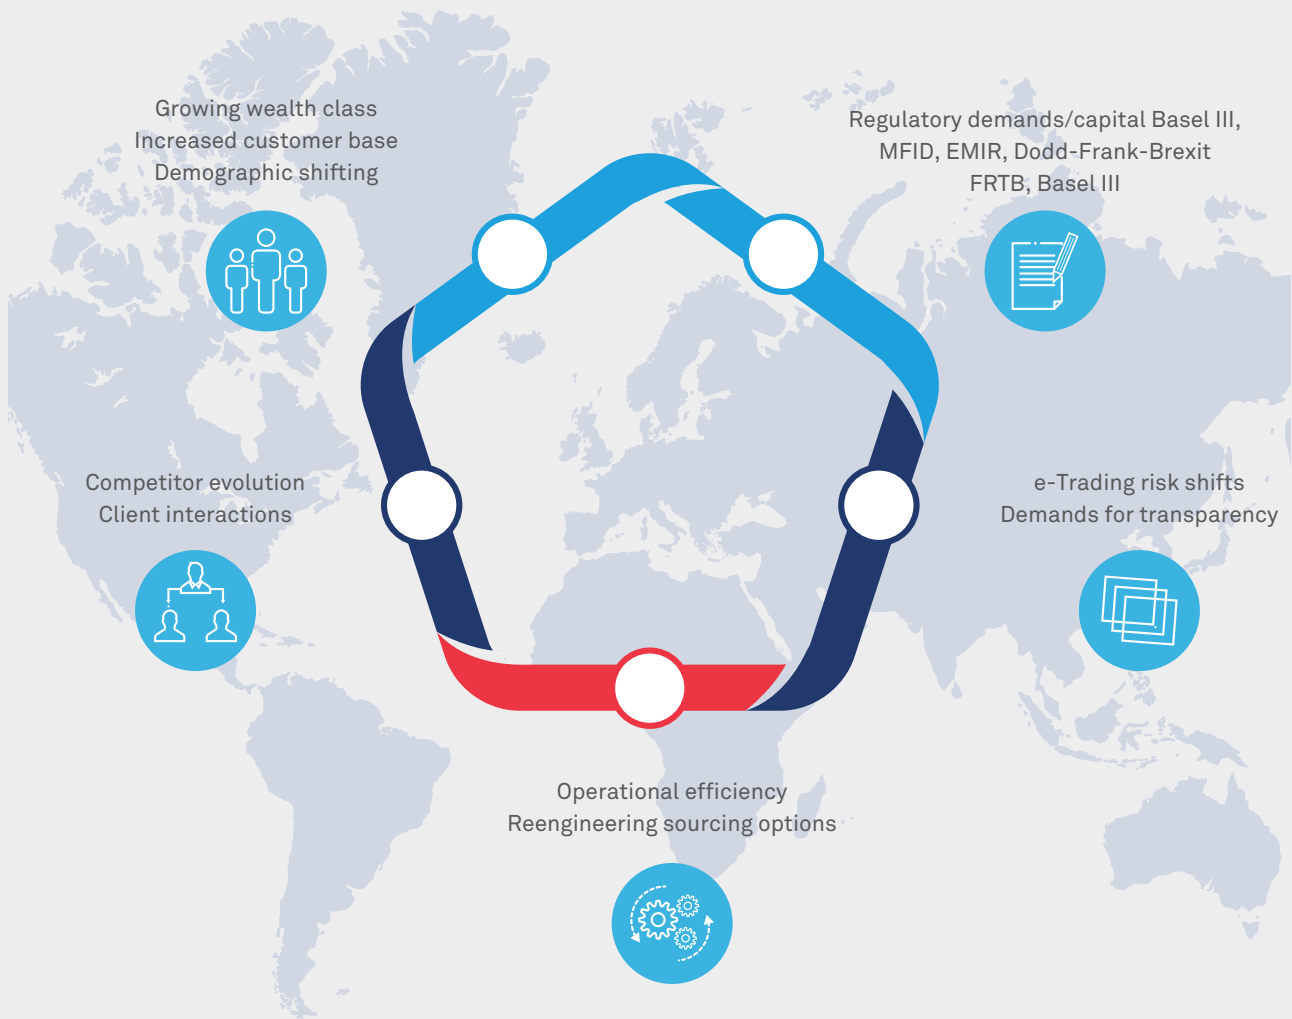 Growing wealth class
Increased customer base
Demographic shifting
Regulatory demands/capital Basel III,
MFID, EMIR, Dodd-Frank-Brexit
FRTB, Basel III
Competitor evolution
Client interactions
e-Trading risk shifts
Demands for transparency
Operational efficiency
Reengineering sourcing options